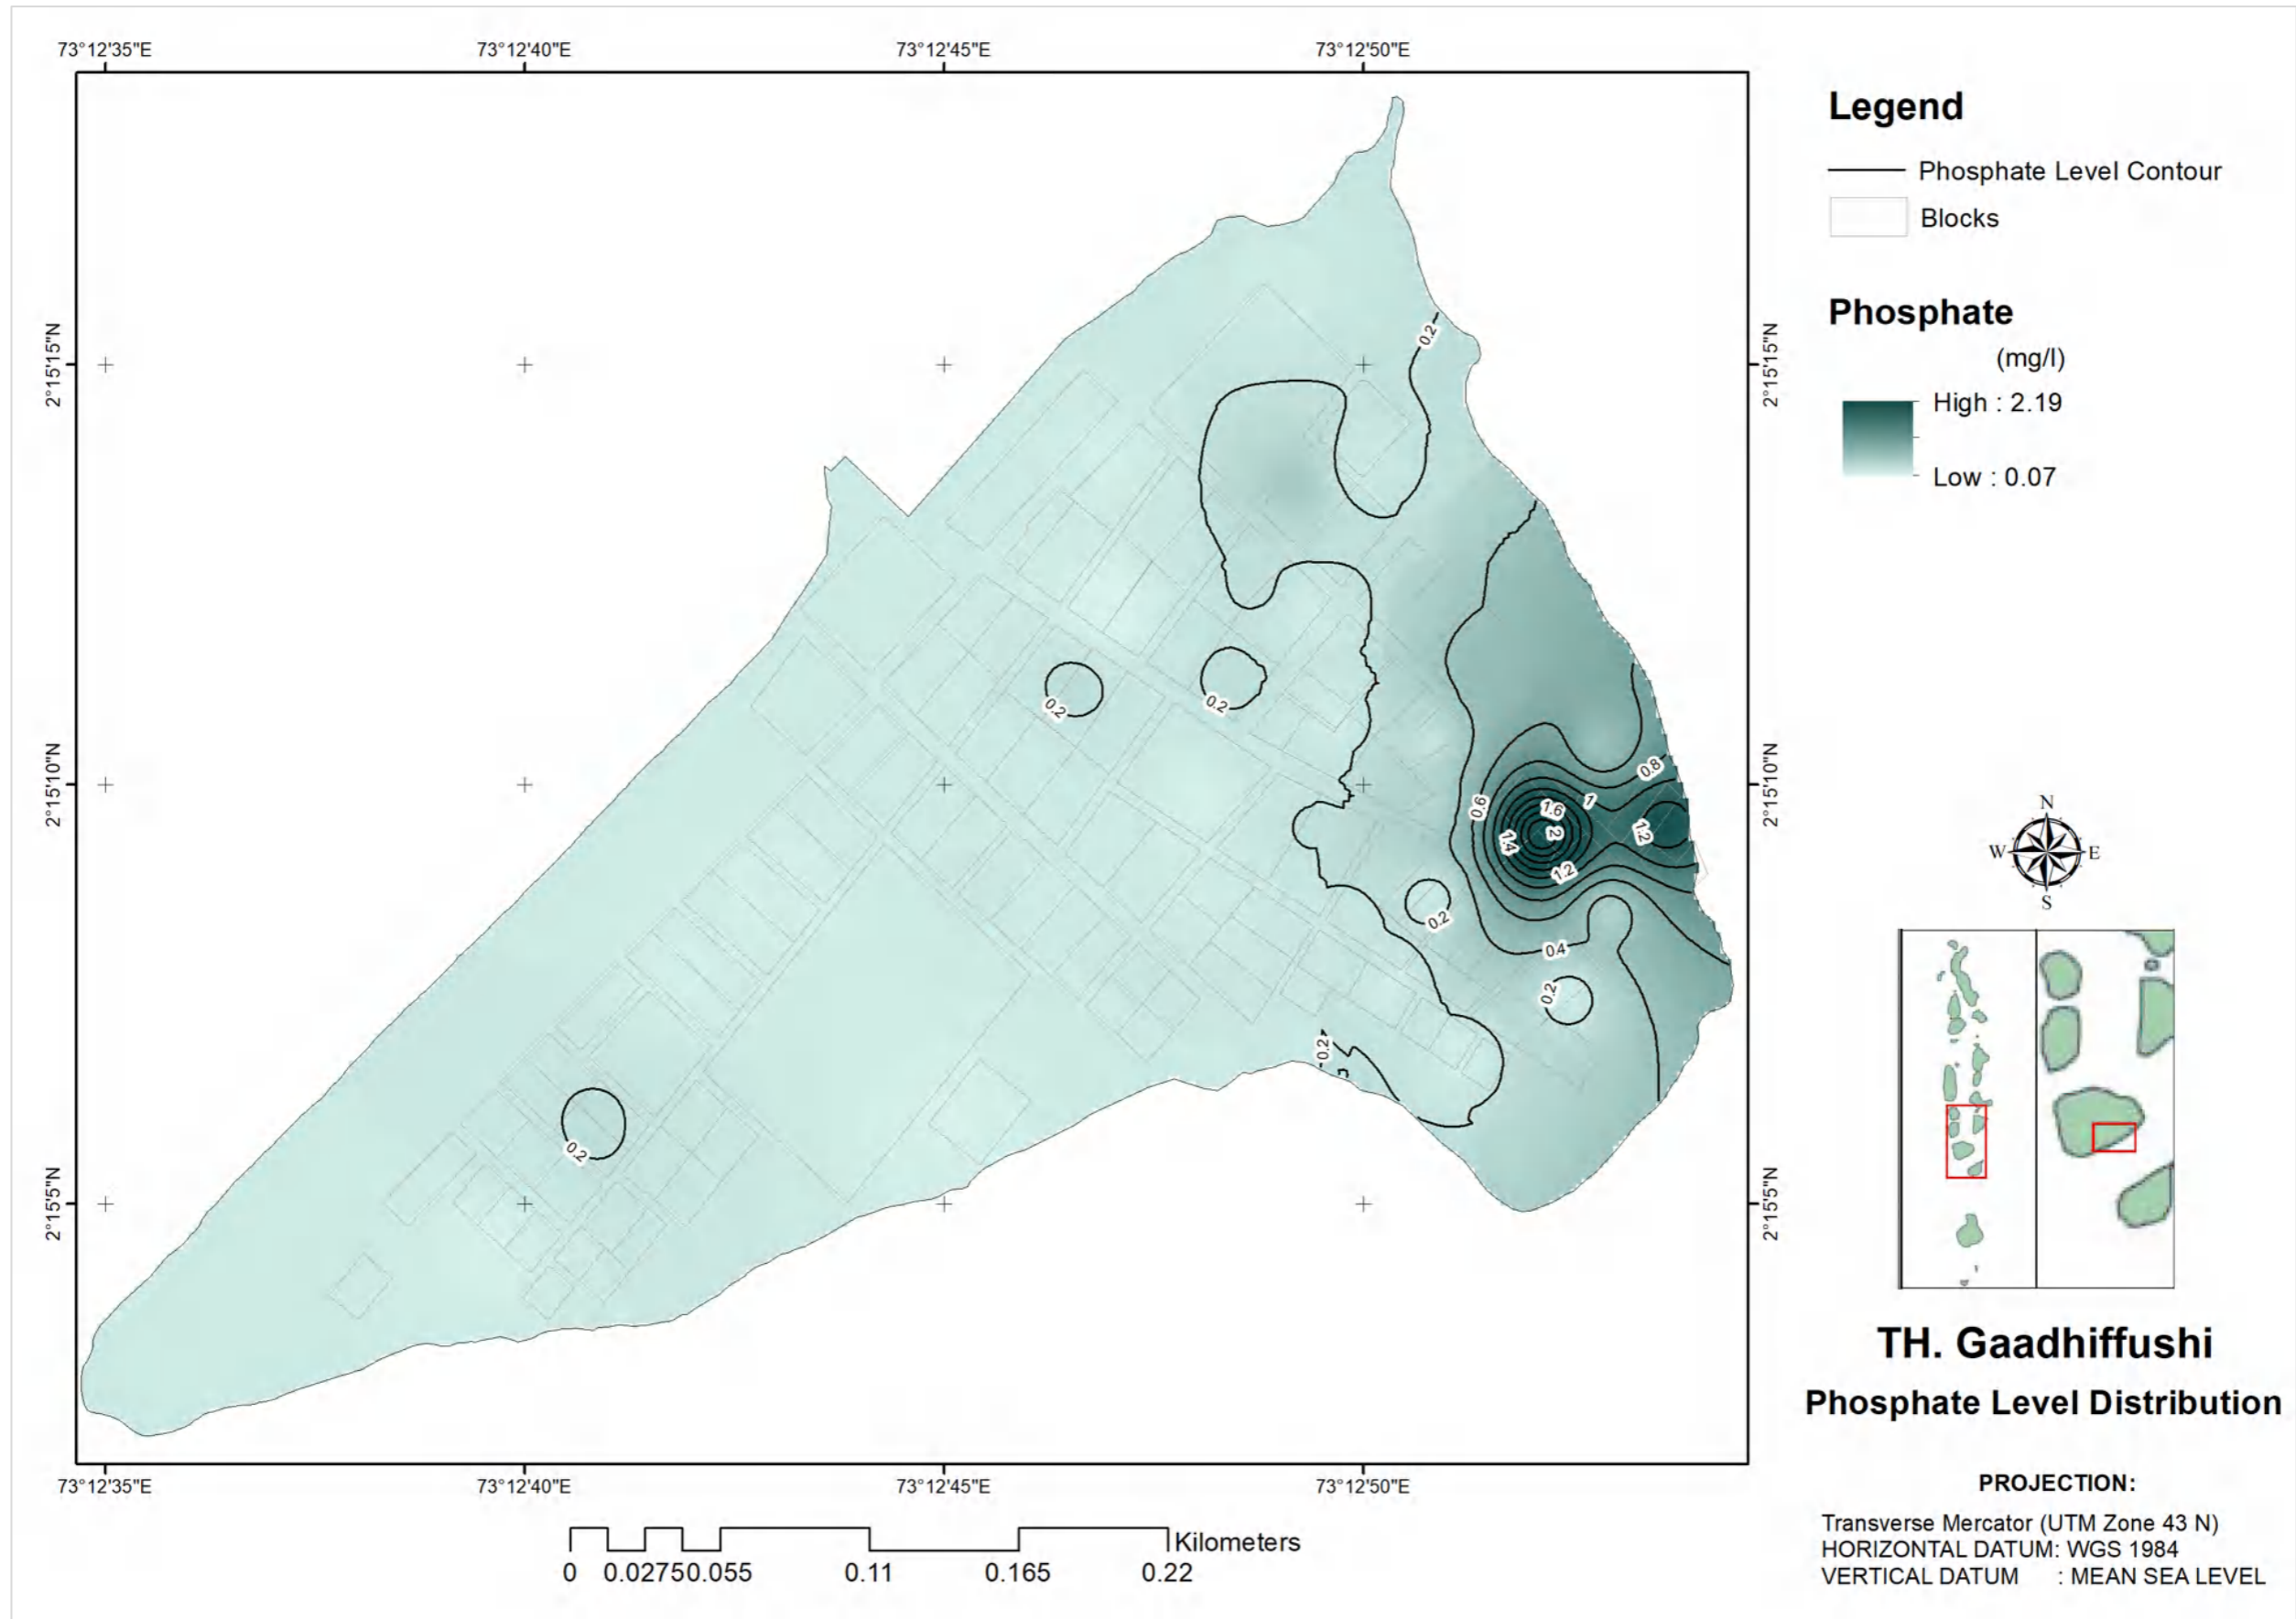 73°12'35"E 73°12'40"E 73°12'45"E 73°12'50"E
2°15'15"N 2°15'15"N
2°15'10"N 2°15'10"N
2°15'5"N 2°15'5"N
73°12'35"E 73°12'40"E 73°12'45"E 73°12'50"E
0.2
0.2
0.2
0.8
0.6
1.6
1
1.4
2
1.2
1.2
0.2
0.4
0.2
0.2
0.2
Kilometers
0 0.0275 0.055 0.11 0.165 0.22
Legend
Phosphate Level Contour
Blocks
Phosphate
(mg/l)
High : 2.19
Low : 0.07
N
W E
S
TH. Gaadhiffushi
Phosphate Level Distribution
PROJECTION:
Transverse Mercator (UTM Zone 43 N)
HORIZONTAL DATUM: WGS 1984
VERTICAL DATUM : MEAN SEA LEVEL